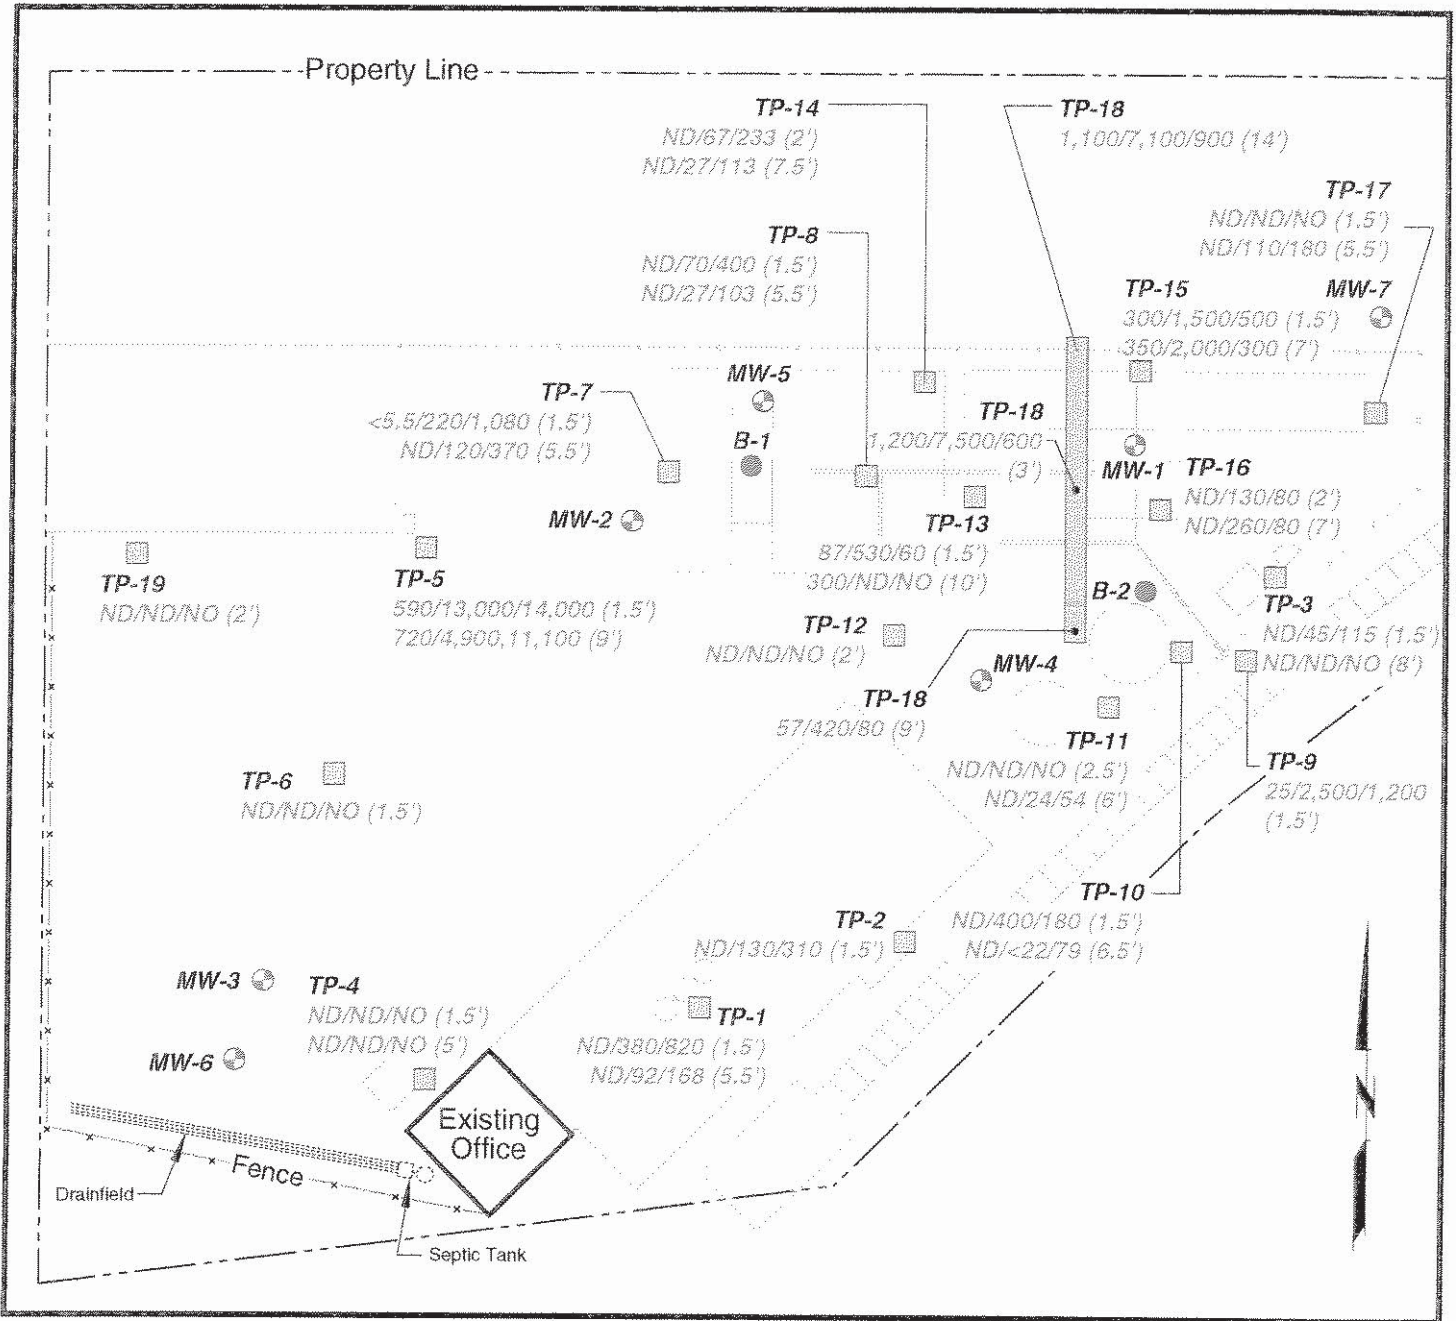 Property Line
TP-14
ND/67/233 (2')
ND/27/113 (7.5')
TP-18
1,100/7,100/900 (14')
TP-17
ND/ND/NO (1.5')
ND/110/180 (5.5')
TP-8
ND/70/400 (1.5')
ND/27/103 (5.5')
TP-15
300/1,500/500 (1.5')
350/2,000/300 (7')
MW-7
TP-7
<5.5/220/1,080 (1.5')
ND/120/370 (5.5')
MW-5
B-1
TP-18
1,200/7,500/600
(3')
MW-1
TP-16
ND/130/80 (2')
ND/260/80 (7')
MW-2
TP-13
87/530/60 (1.5')
300/ND/NO (10')
TP-19
ND/ND/NO (2')
TP-5
590/13,000/14,000 (1.5')
720/4,900,11,100 (9')
B-2
TP-3
ND/45/115 (1.5')
ND/ND/NO (8')
TP-12
ND/ND/NO (2')
MW-4
TP-18
57/420/80 (9')
TP-11
ND/ND/NO (2.5')
ND/24/54 (6')
TP-9
25/2,500/1,200
(1.5')
TP-6
ND/ND/NO (1.5')
TP-10
ND/400/180 (1.5')
ND/<22/79 (6.5')
TP-2
ND/130/310 (1.5')
MW-3
TP-4
ND/ND/NO (1.5')
ND/ND/NO (5')
TP-1
ND/380/820 (1.5')
ND/92/168 (5.5')
MW-6
Existing
Office
Fence
Drainfield
Septic Tank
N